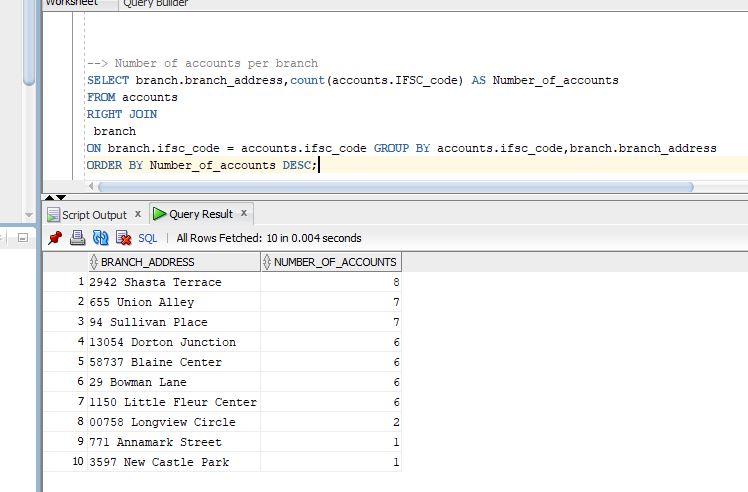 Worksheet Query Builder
--> Number of accounts per branch
SELECT branch.branch_address,count(accounts.IFSC_code) AS Number_of_accounts
FROM accounts
RIGHT JOIN
branch
ON branch.ifsc_code = accounts.ifsc_code GROUP BY accounts.ifsc_code,branch.branch_address
ORDER BY Number_of_accounts DESC;
Script Output x Query Result x
SQL All Rows Fetched: 10 in 0.004 seconds
BRANCH_ADDRESS NUMBER_OF_ACCOUNTS
1 2942 Shasta Terrace 8
2 655 Union Alley 7
3 94 Sullivan Place 7
4 13054 Dorton Junction 6
5 58737 Blaine Center 6
6 29 Bowman Lane 6
7 1150 Little Fleur Center 6
8 00758 Longview Circle 2
9 771 Annamark Street 1
10 3597 New Castle Park 1